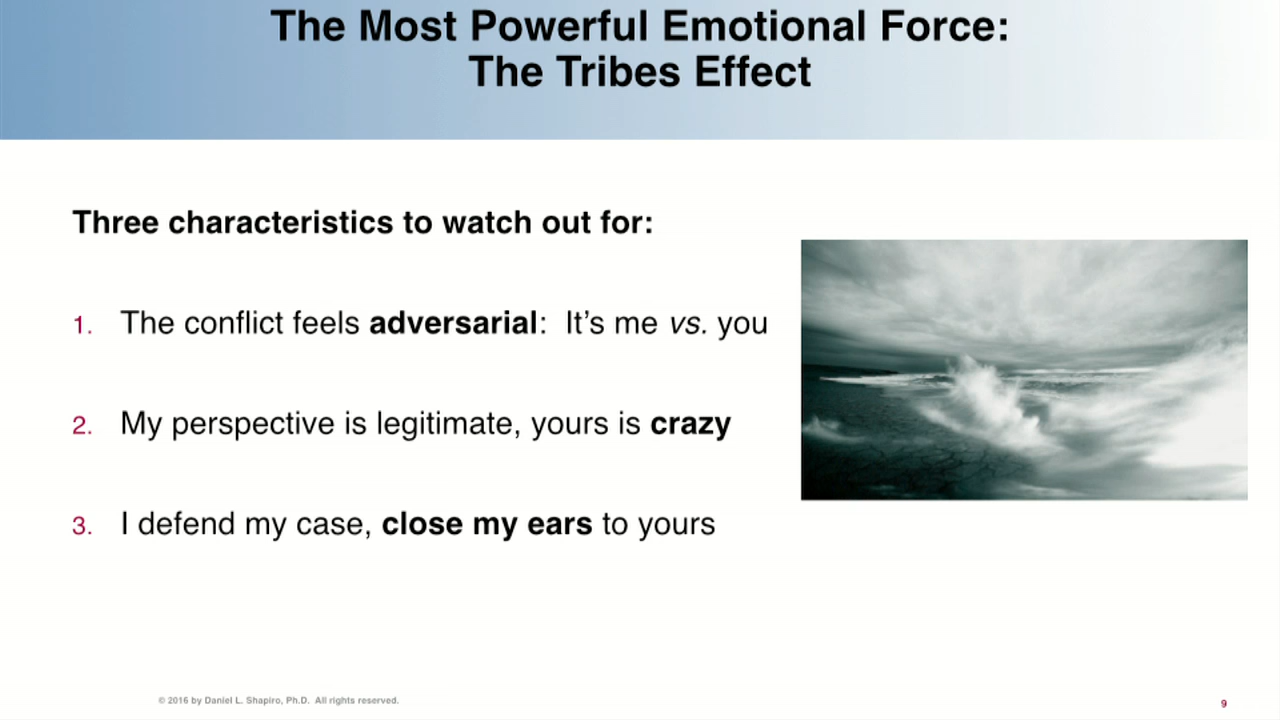 The Most Powerful Emotional Force:
The Tribes Effect
Three characteristics to watch out for:
1. The conflict feels adversarial: It's me vs. you
2. My perspective is legitimate, yours is crazy
3. I defend my case, close my ears to yours
© 2016 by Daniel L. Shapiro, Ph.D. All rights reserved.
9